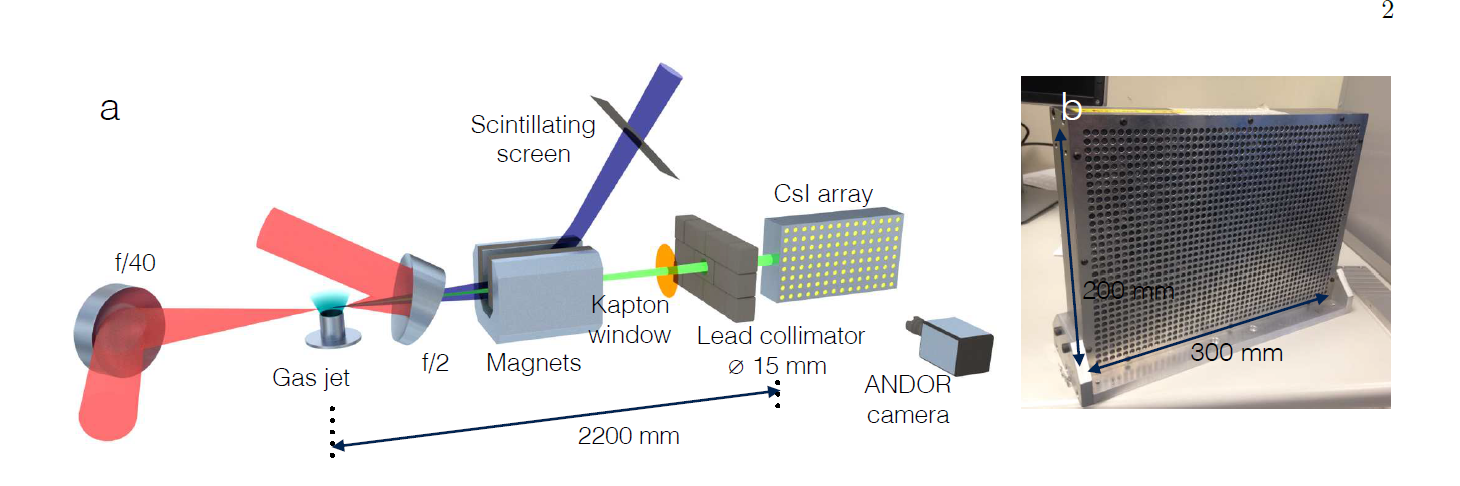 2
a
Scintillating
screen
CsI array
f/40
Kapton
window
Lead collimator
⌀ 15 mm
Magnets
f/2
Gas jet
ANDOR
camera
2200 mm
b
200 mm
300 mm